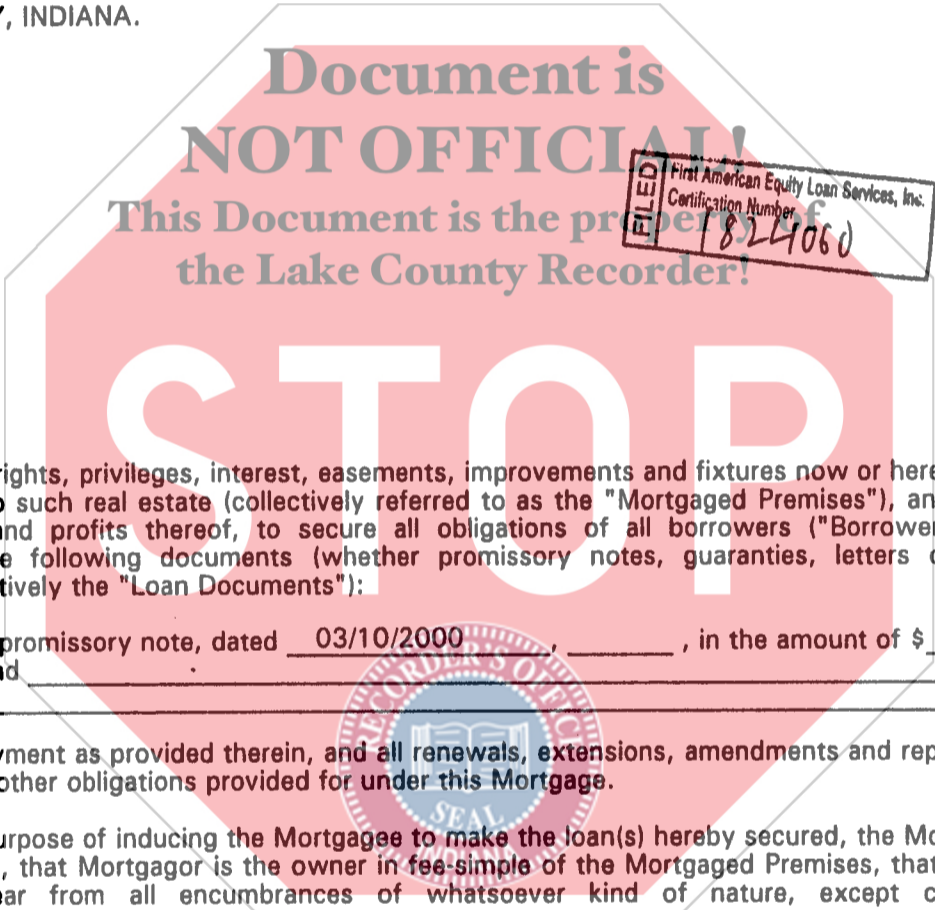 , INDIANA.
Document is
NOT OFFICIAL!
This Document is the property of
the Lake County Recorder!
FILED
First American Equity Loan Services, Inc.
Certification Number
18224060
STOP
rights, privileges, interest, easements, improvements and fixtures now or here
such real estate (collectively referred to as the "Mortgaged Premises"), an
and profits thereof, to secure all obligations of all borrowers ("Borrower
e following documents (whether promissory notes, guaranties, letters
tively the "Loan Documents"):
promissory note, dated 03/10/2000 , , in the amount of $
d
yment as provided therein, and all renewals, extensions, amendments and rep
other obligations provided for under this Mortgage.
RECORDER'S OFFICE
SEAL
INDIANA
urpose of inducing the Mortgagee to make the loan(s) hereby secured, the Mo
, that Mortgagor is the owner in fee-simple of the Mortgaged Premises, that
ear from all encumbrances of whatsoever kind of nature, except c